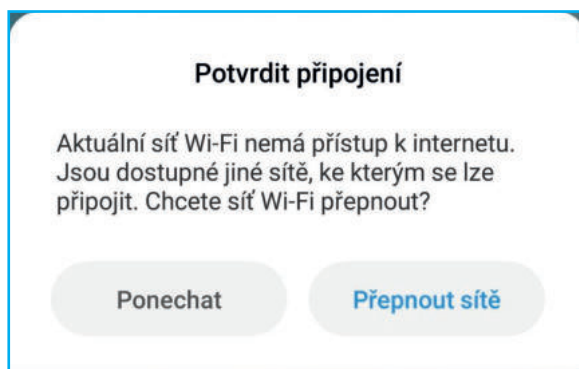 Potvrdit připojení
Aktuální síť Wi-Fi nemá přístup k internetu.
Jsou dostupné jiné sítě, ke kterým se lze
připojit. Chcete síť Wi-Fi přepnout?
Ponechat
Přepnout sítě